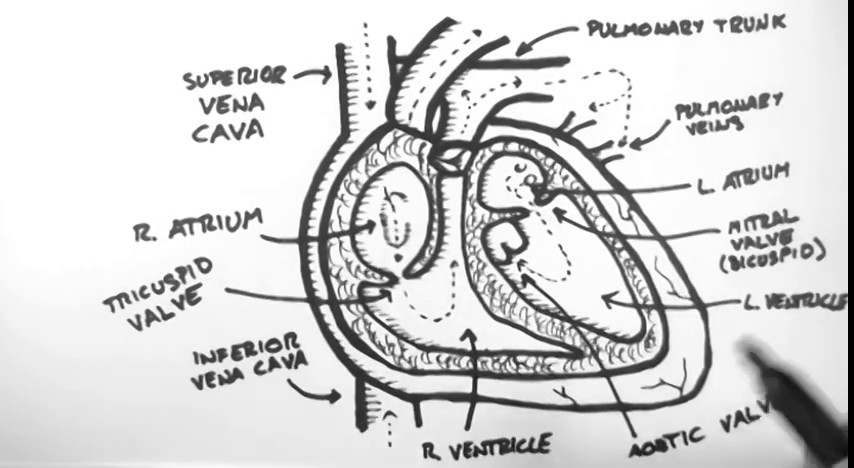 PULMONARY TRUNK
SUPERIOR
VENA
CAVA
PULMONARY
VEINS
L. ATRIUM
R. ATRIUM
MITRAL
VALVE
(BICUSPID)
TRICUSPID
VALVE
L. VENTRICLE
INFERIOR
VENA CAVA
R VENTRICLE
AORTIC VALV